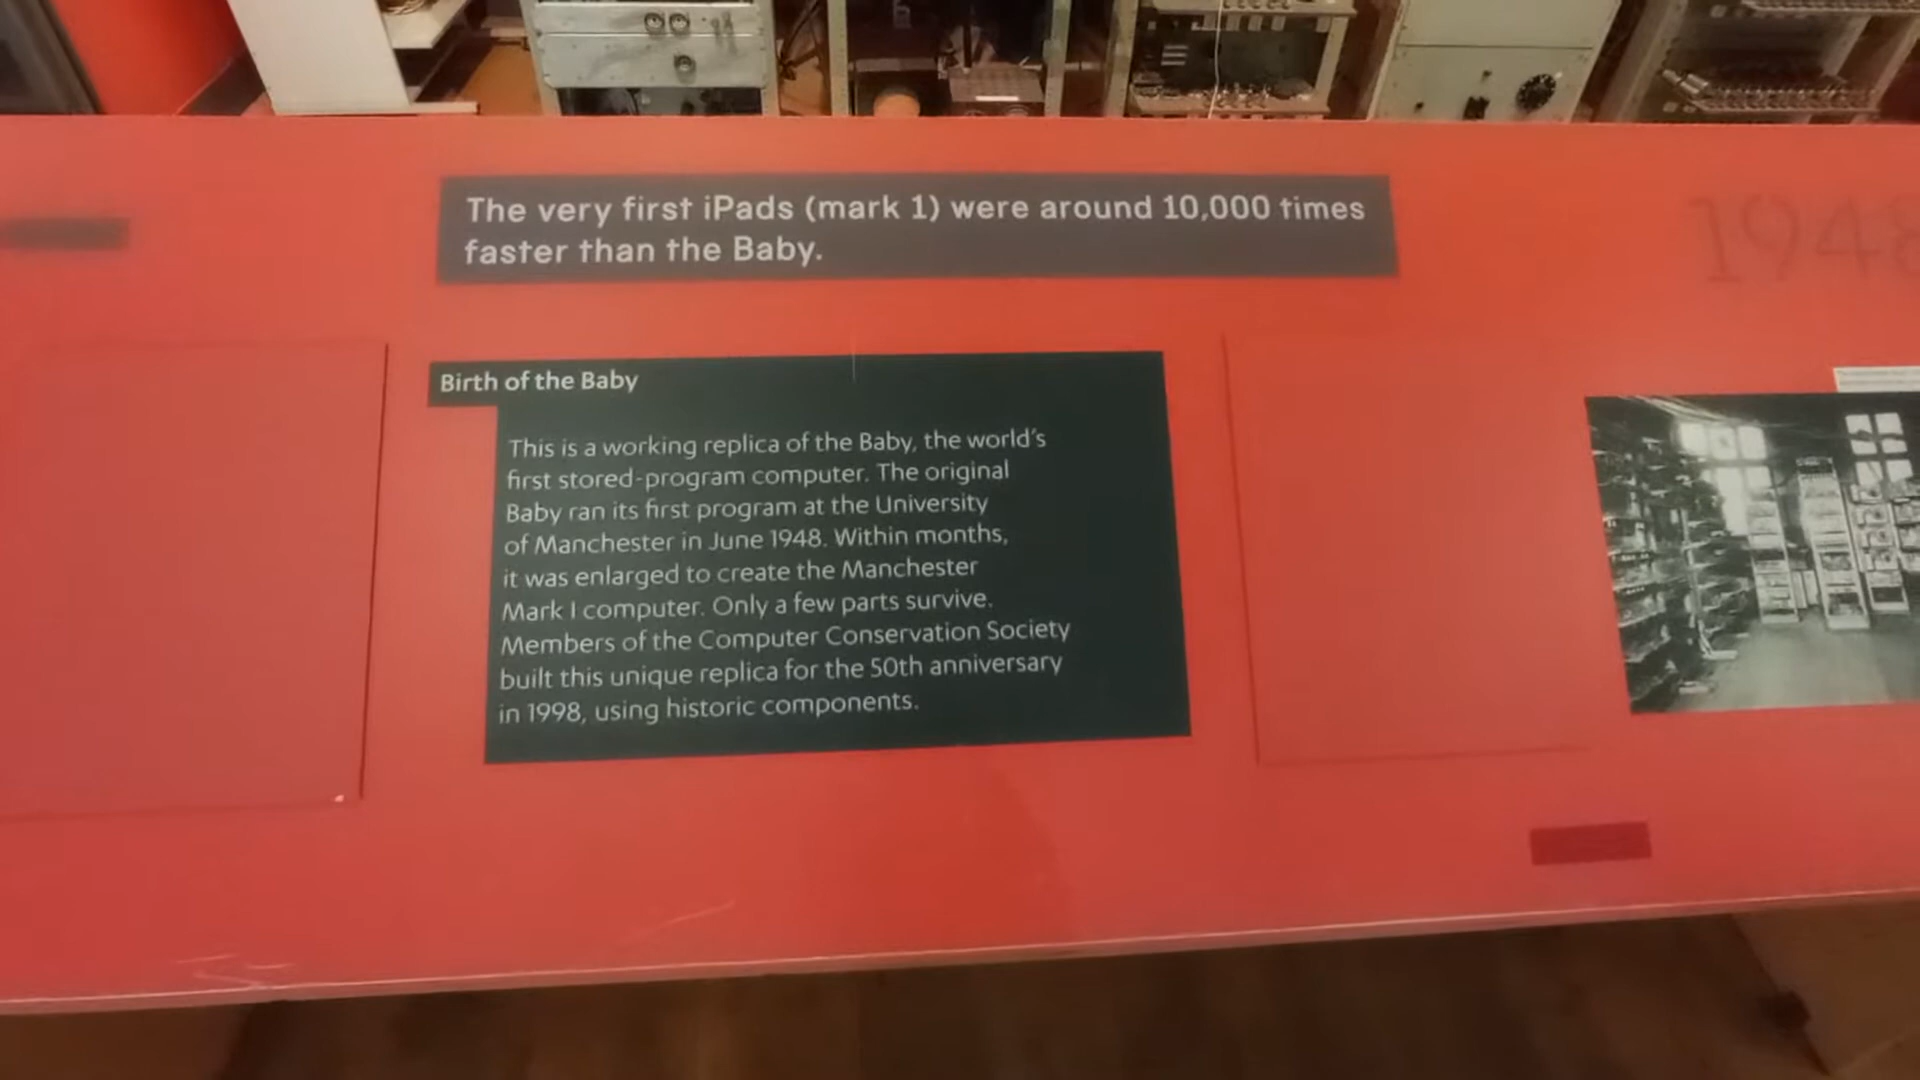 The very first iPads (mark 1) were around 10,000 times
faster than the Baby.
1948
Birth of the Baby
This is a working replica of the Baby, the world's
first stored-program computer. The original
Baby ran its first program at the University
of Manchester in June 1948. Within months,
it was enlarged to create the Manchester
Mark I computer. Only a few parts survive.
Members of the Computer Conservation Society
built this unique replica for the 50th anniversary
in 1998, using historic components.